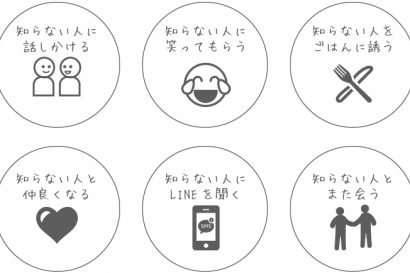 知らない人に
話しかける
知らない人に
笑ってもらう
知らない人を
ごはんに誘う
知らない人と
仲良くなる
知らない人に
LINEを聞く
SMS
知らない人と
また会う